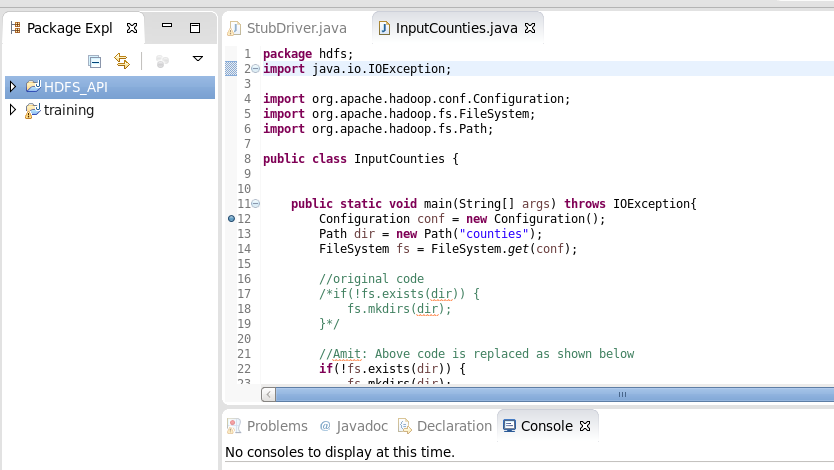 Package Expl
StubDriver.java
InputCounties.java
HDFS_API
training
1 package hdfs;
2 import java.io.IOException;
3
4 import org.apache.hadoop.conf.Configuration;
5 import org.apache.hadoop.fs.FileSystem;
6 import org.apache.hadoop.fs.Path;
7
8 public class InputCounties {
9
10
11 public static void main(String[] args) throws IOException{
12 Configuration conf = new Configuration();
13 Path dir = new Path("counties");
14 FileSystem fs = FileSystem.get(conf);
15
16 //original code
17 /*if(!fs.exists(dir)) {
18 fs.mkdirs(dir);
19 }*/
20
21 //Amit: Above code is replaced as shown below
22 if(!fs.exists(dir)) {
23 fs.mkdirs(dir);
Problems
@ Javadoc
Declaration
Console
No consoles to display at this time.